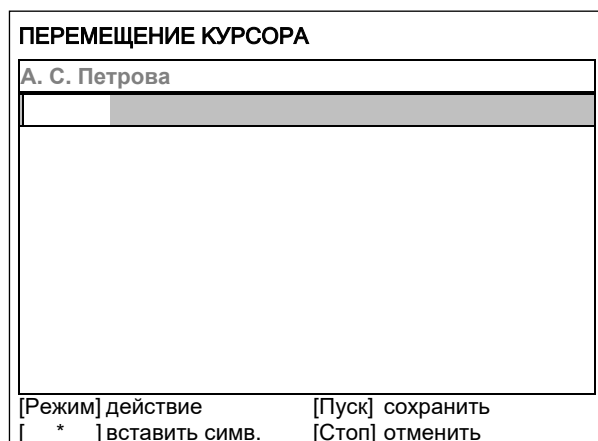 ПЕРЕМЕЩЕНИЕ КУРСОРА
А. С. Петрова
[Режим] действие [Пуск] сохранить
[ * ] вставить симв. [Стоп] отменить